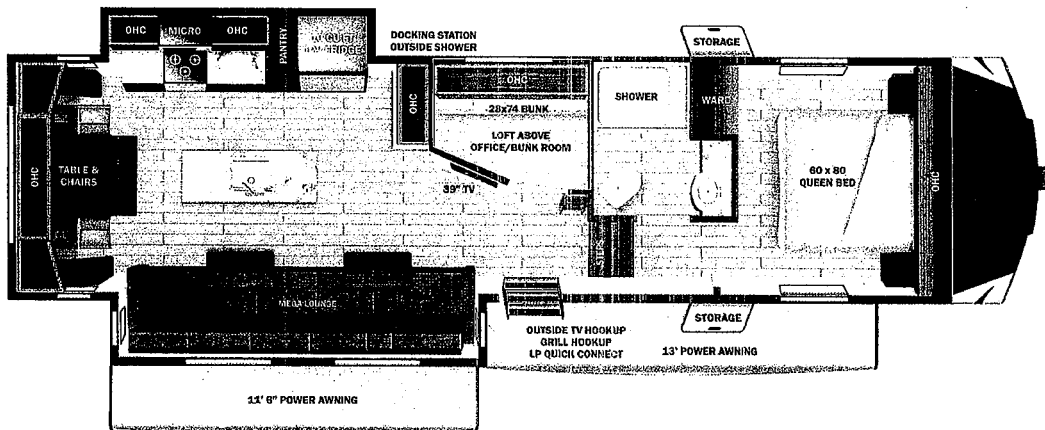 OHC
MICRO
OHC
PANTRY
DOCKING STATION
OUTSIDE SHOWER
STORAGE
OHC
OHC
28x74 BUNK
LOFT ABOVE
OFFICE/BUNK ROOM
39" TV
SHOWER
WARD
60 x 80
QUEEN BED
OHC
OHC
TABLE &
CHAIRS
MEGA LOUNGE
OUTSIDE TV HOOKUP
GRILL HOOKUP
LP QUICK CONNECT
STORAGE
13' POWER AWNING
11' 6" POWER AWNING